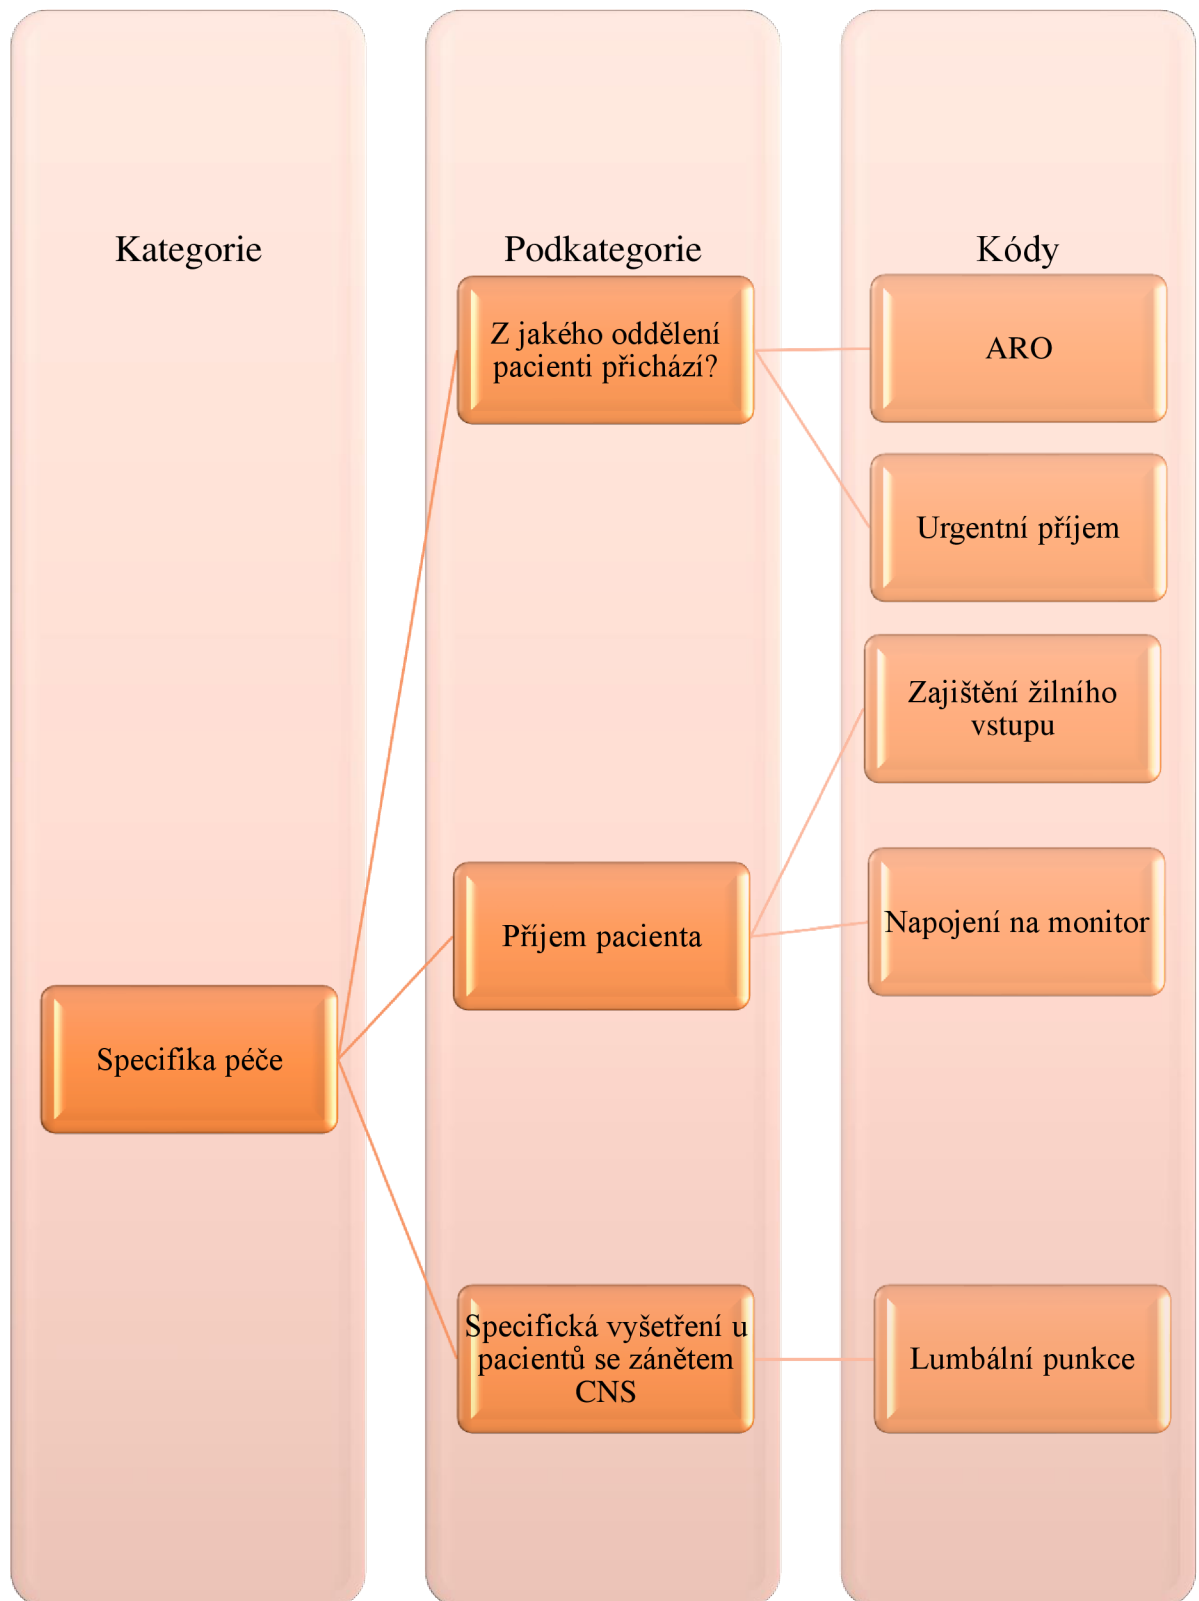 Kategorie
Podkategorie
Kódy
Z jakého oddělení
pacienti přichází?
ARO
Urgentní příjem
Zajištění žilního
vstupu
Příjem pacienta
Napojení na monitor
Specifika péče
Specifická vyšetření u
pacientů se zánětem
CNS
Lumbální punkce